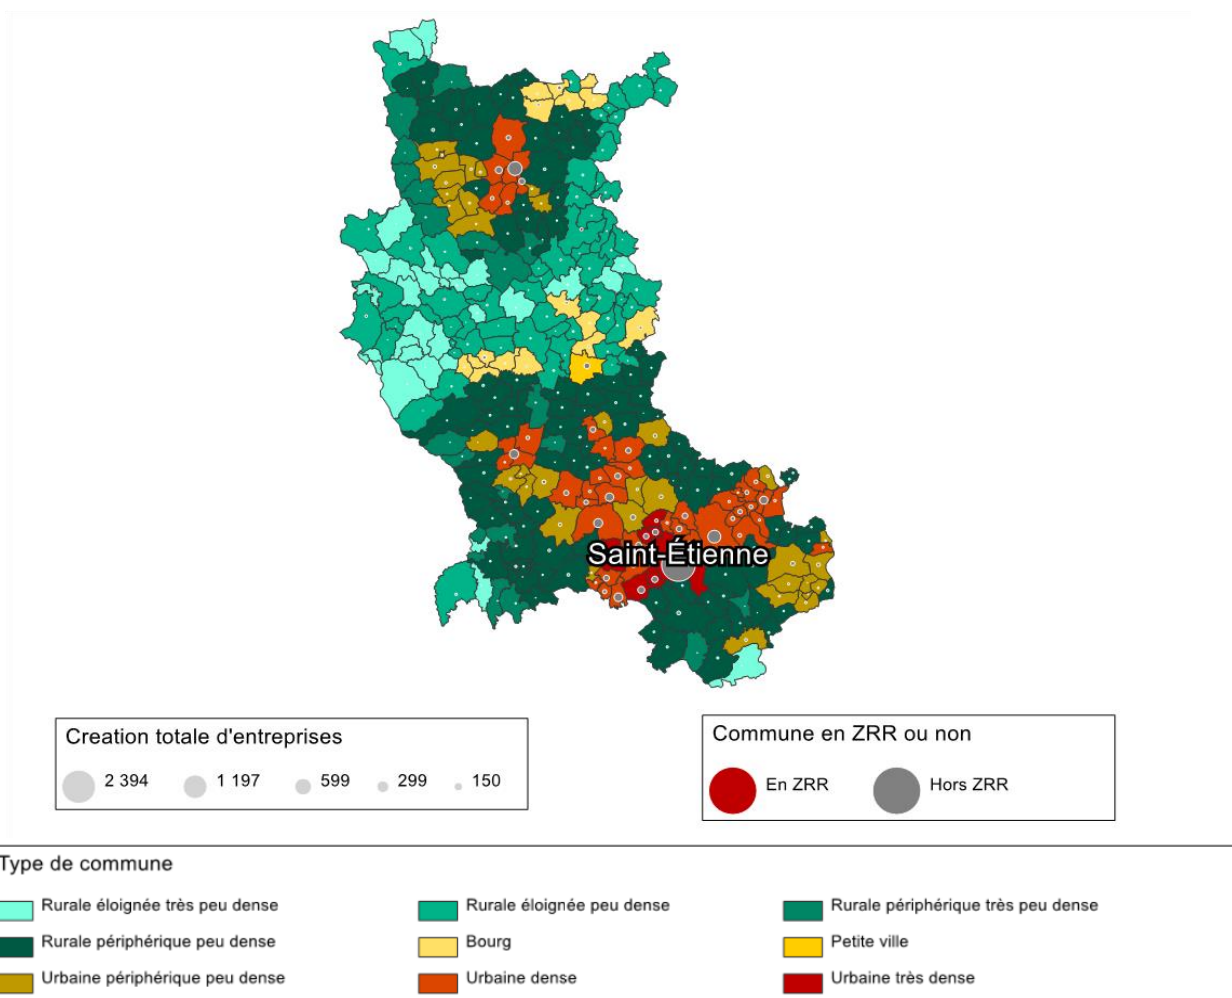 Saint-Étienne
Creation totale d'entreprises
2 394 1 197 599 299 150
Commune en ZRR ou non
En ZRR Hors ZRR
Type de commune
Rurale éloignée très peu dense Rurale éloignée peu dense Rurale périphérique très peu dense
Rurale périphérique peu dense Bourg Petite ville
Urbaine périphérique peu dense Urbaine dense Urbaine très dense